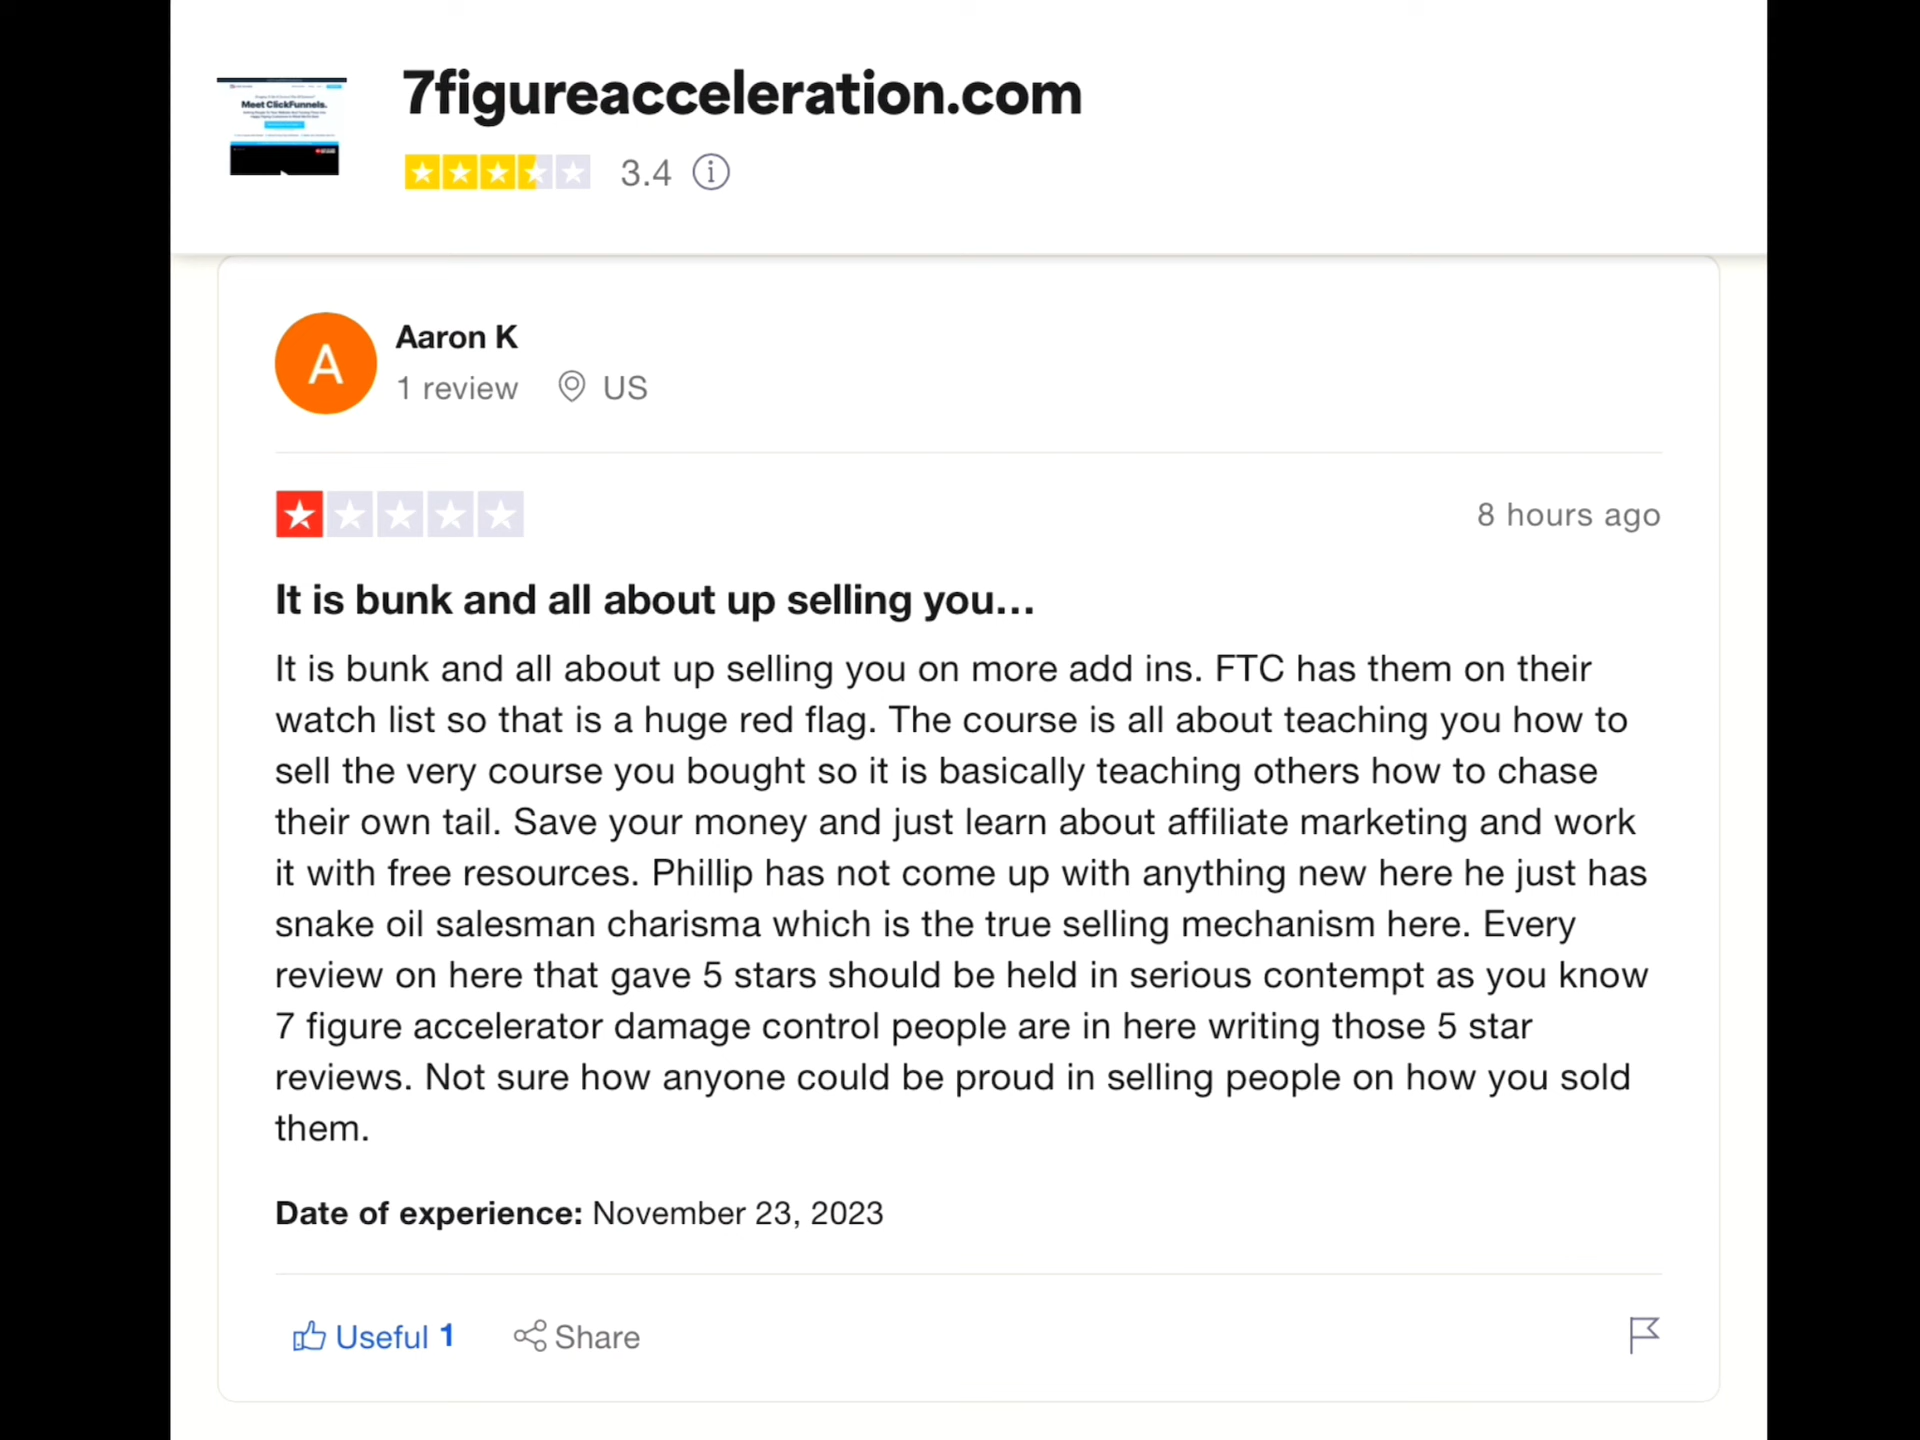 Meet ClickFunnels.
7figureacceleration.com
3.4
A
Aaron K
1 review US
8 hours ago
It is bunk and all about up selling you...
It is bunk and all about up selling you on more add ins. FTC has them on their
watch list so that is a huge red flag. The course is all about teaching you how to
sell the very course you bought so it is basically teaching others how to chase
their own tail. Save your money and just learn about affiliate marketing and work
it with free resources. Phillip has not come up with anything new here he just has
snake oil salesman charisma which is the true selling mechanism here. Every
review on here that gave 5 stars should be held in serious contempt as you know
7 figure accelerator damage control people are in here writing those 5 star
reviews. Not sure how anyone could be proud in selling people on how you sold
them.
Date of experience: November 23, 2023
Useful 1 Share